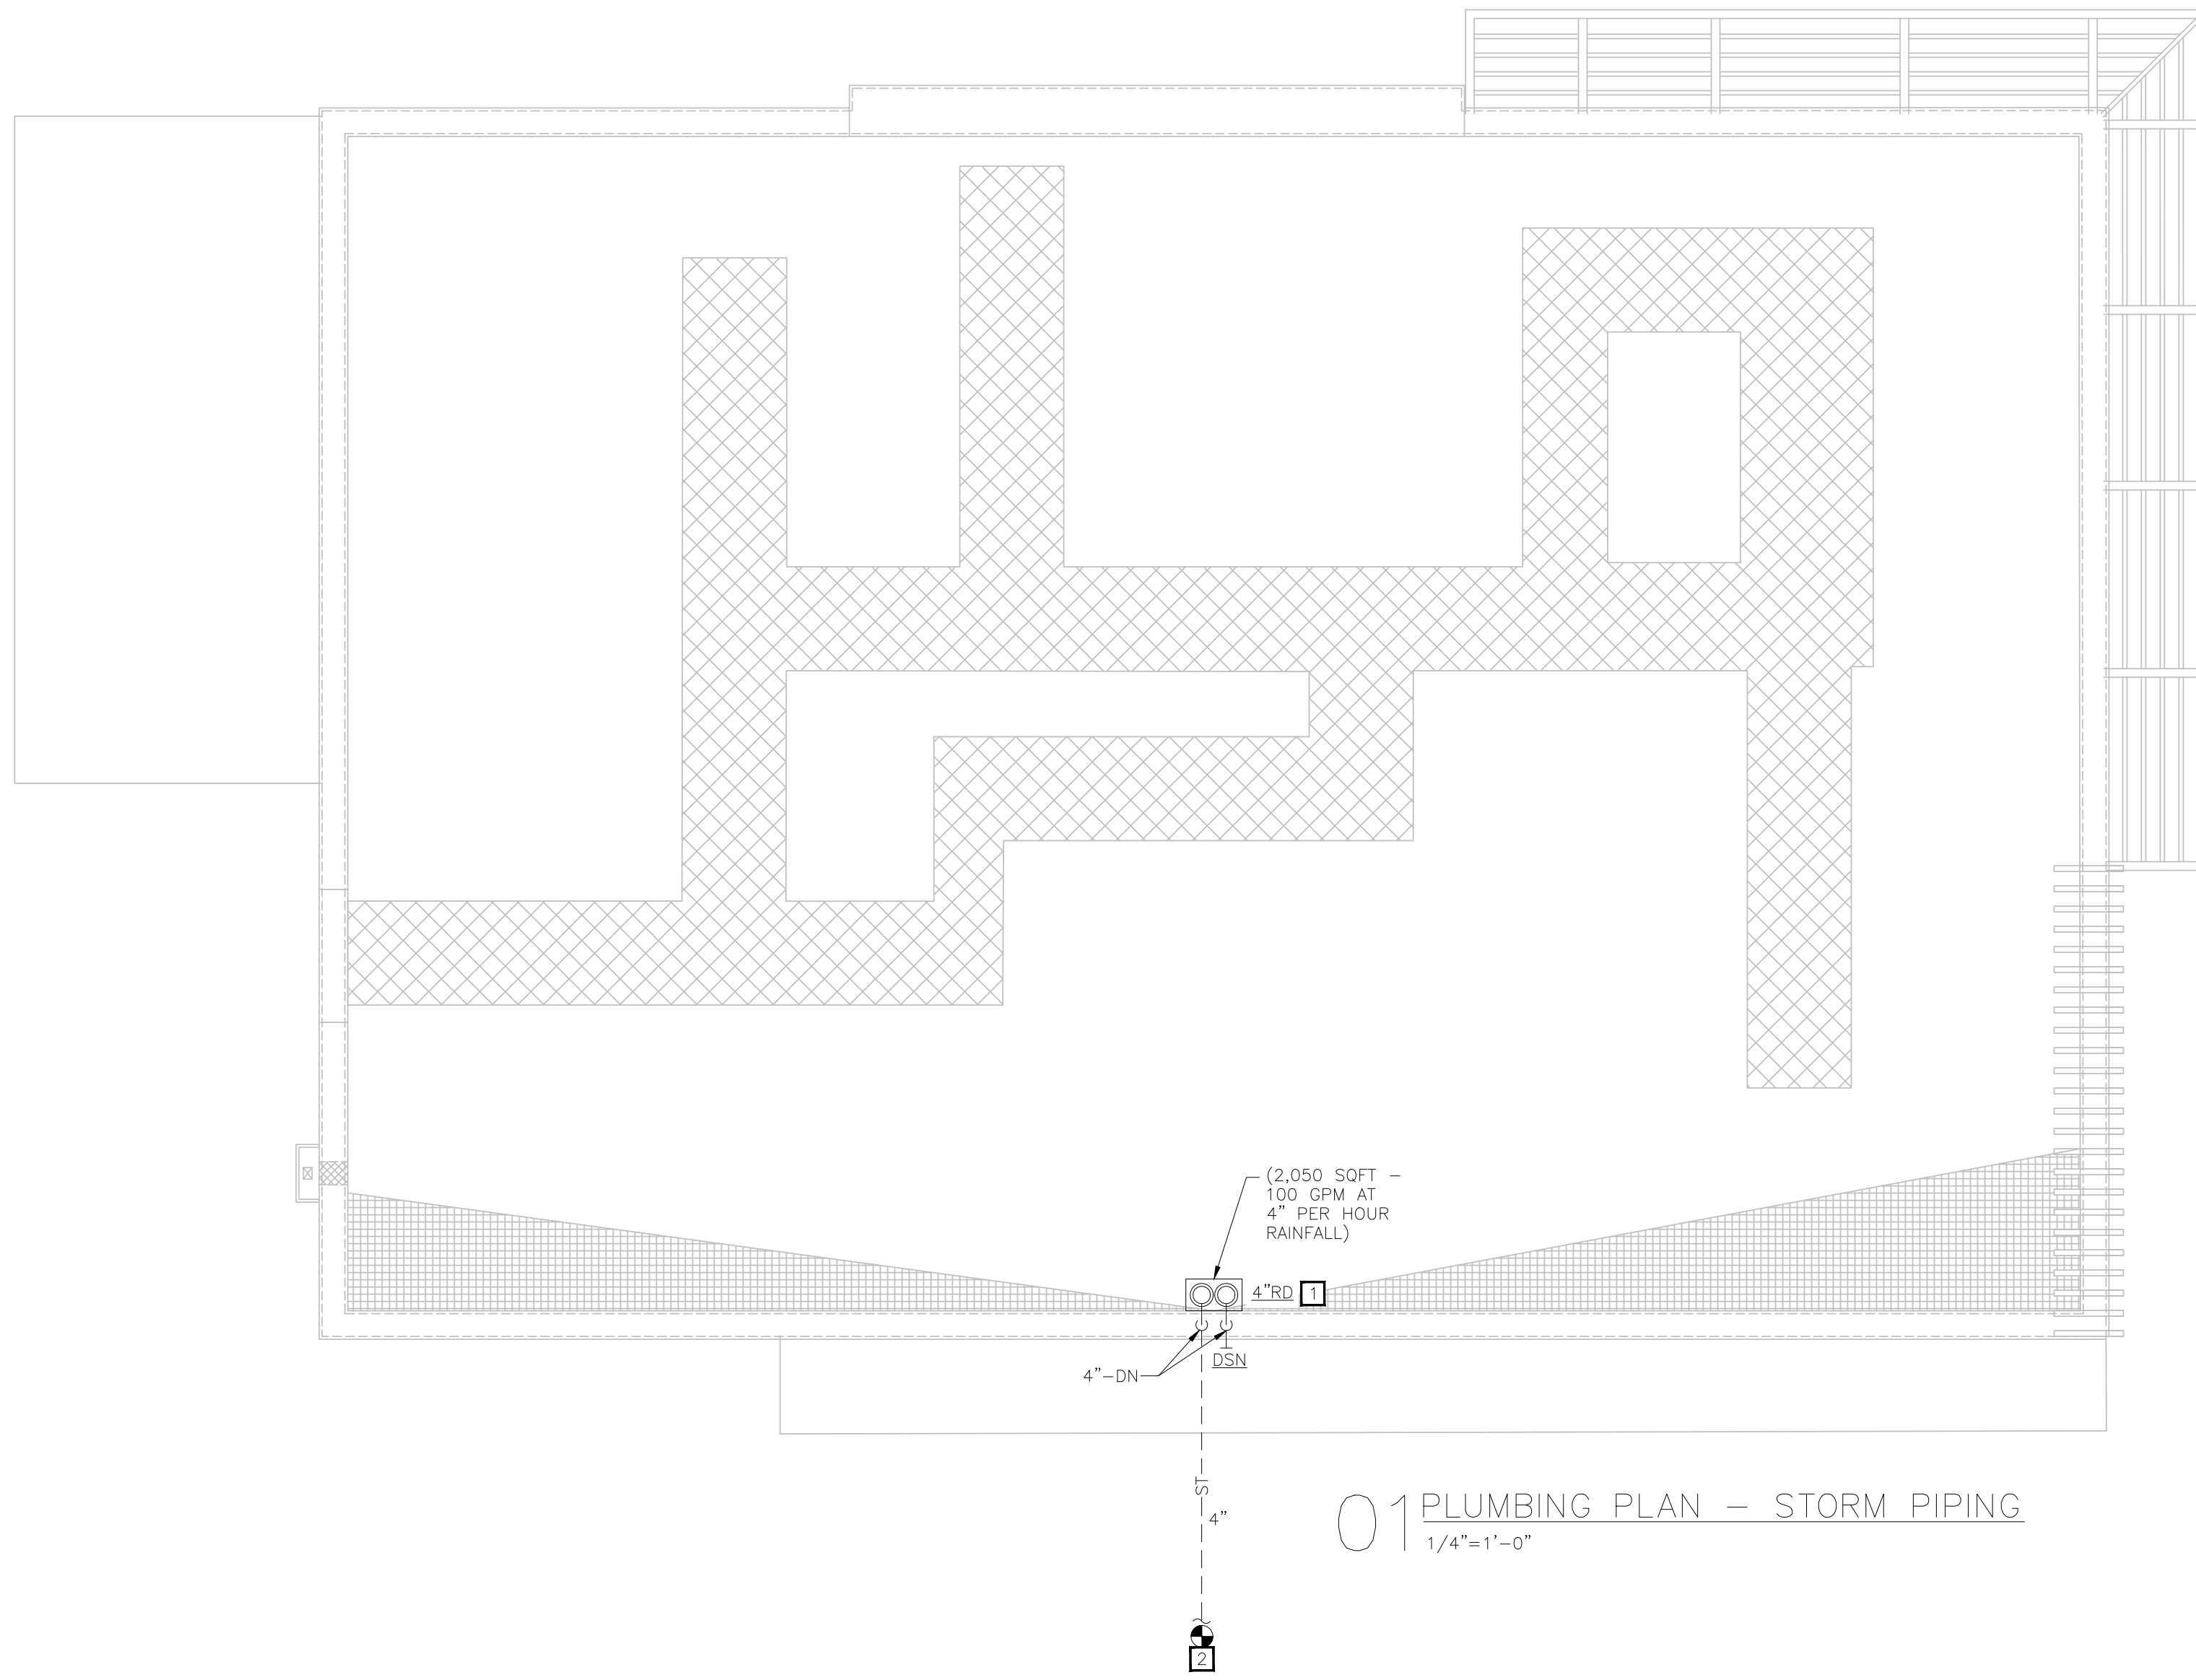 (2,050 SQFT –
100 GPM AT
4" PER HOUR
RAINFALL)
4"RD 1
DSN
4"–DN
ST
4"
01 PLUMBING PLAN – STORM PIPING
1/4"=1'–0"
2